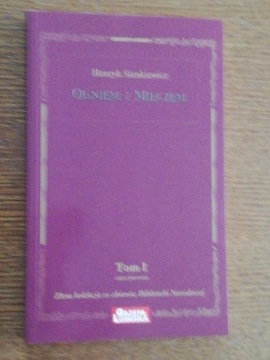 Henryk Sienkiewicz
OGNIEM I MIECZEM
Tom I
Złota kolekcja ze zbiorów Biblioteki Narodowej